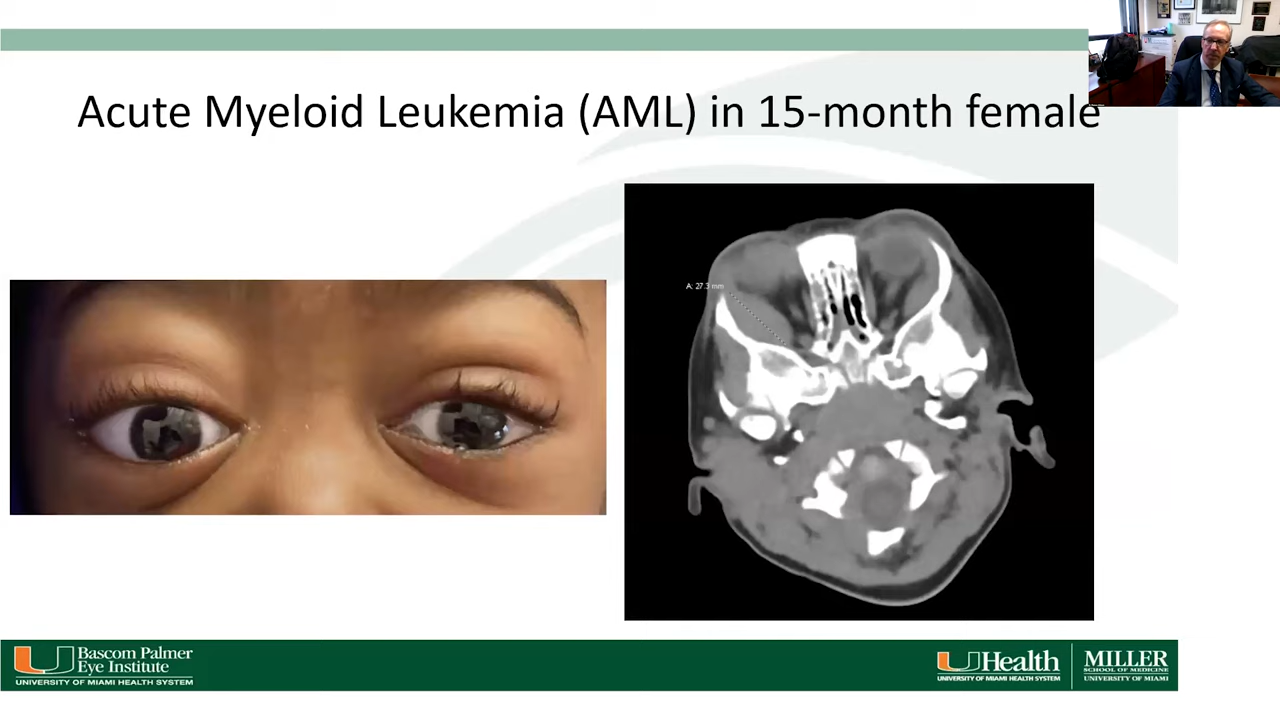 Acute Myeloid Leukemia (AML) in 15-month female
A: 27.3 mm
Bascom Palmer
Eye Institute
UNIVERSITY OF MIAMI HEALTH SYSTEM
UHealth
UNIVERSITY OF MIAMI HEALTH SYSTEM
MILLER
SCHOOL OF MEDICINE
UNIVERSITY OF MIAMI